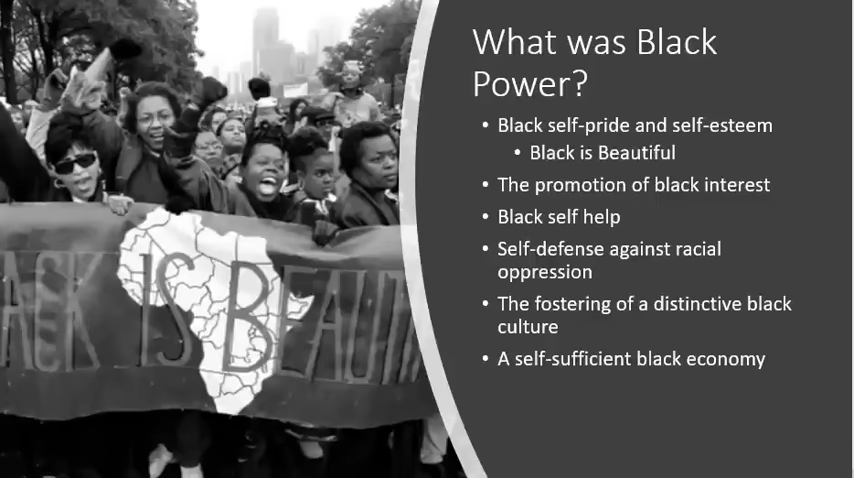 What was Black
Power?
• Black self-pride and self-esteem
• Black is Beautiful
• The promotion of black interest
• Black self help
• Self-defense against racial
oppression
• The fostering of a distinctive black
culture
• A self-sufficient black economy
IS